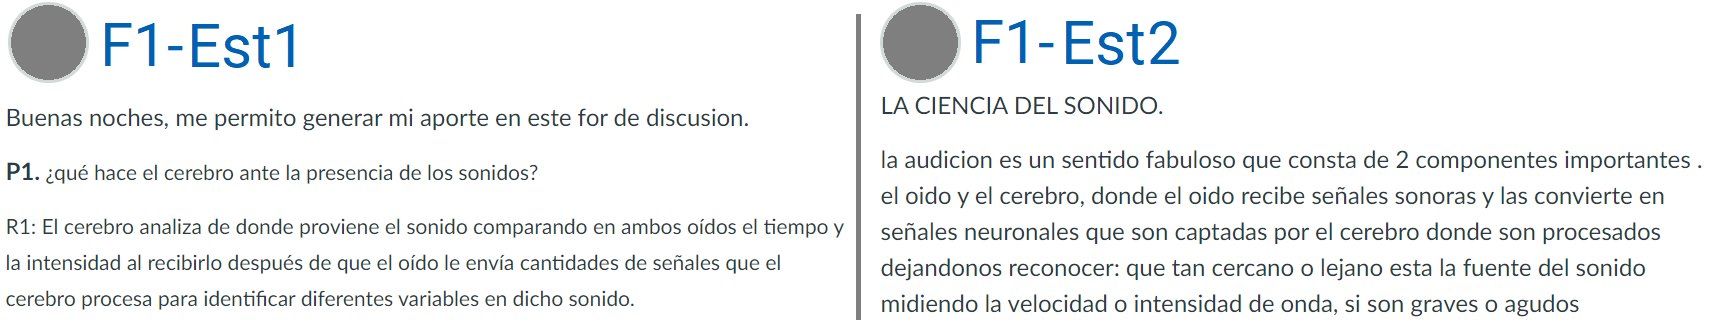 F1-Est1
Buenas noches, me permito generar mi aporte en este for de discusion.
P1. ¿qué hace el cerebro ante la presencia de los sonidos?
R1: El cerebro analiza de donde proviene el sonido comparando en ambos oídos el tiempo y
la intensidad al recibirlo después de que el oído le envía cantidades de señales que el
cerebro procesa para identificar diferentes variables en dicho sonido.
F1-Est2
LA CIENCIA DEL SONIDO.
la audicion es un sentido fabuloso que consta de 2 componentes importantes .
el oido y el cerebro, donde el oido recibe señales sonoras y las convierte en
señales neuronales que son captadas por el cerebro donde son procesados
dejandonos reconocer: que tan cercano o lejano esta la fuente del sonido
midiendo la velocidad o intensidad de onda, si son graves o agudos